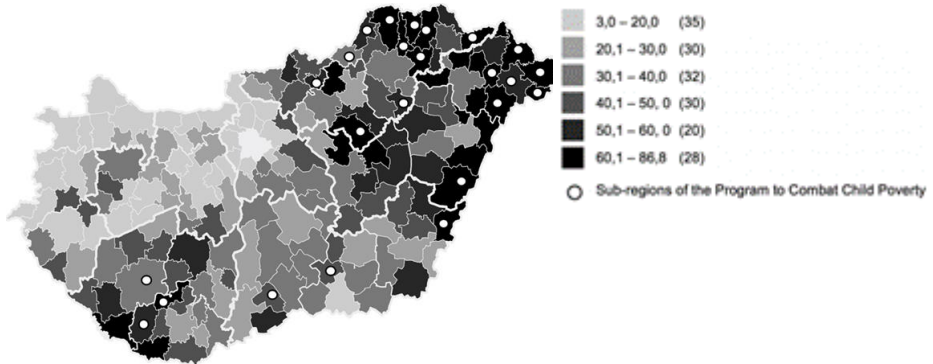 3,0 – 20,0 (35)
20,1 – 30,0 (30)
30,1 – 40,0 (32)
40,1 – 50, 0 (30)
50,1 – 60, 0 (20)
60,1 – 86,8 (28)
Sub-regions of the Program to Combat Child Poverty